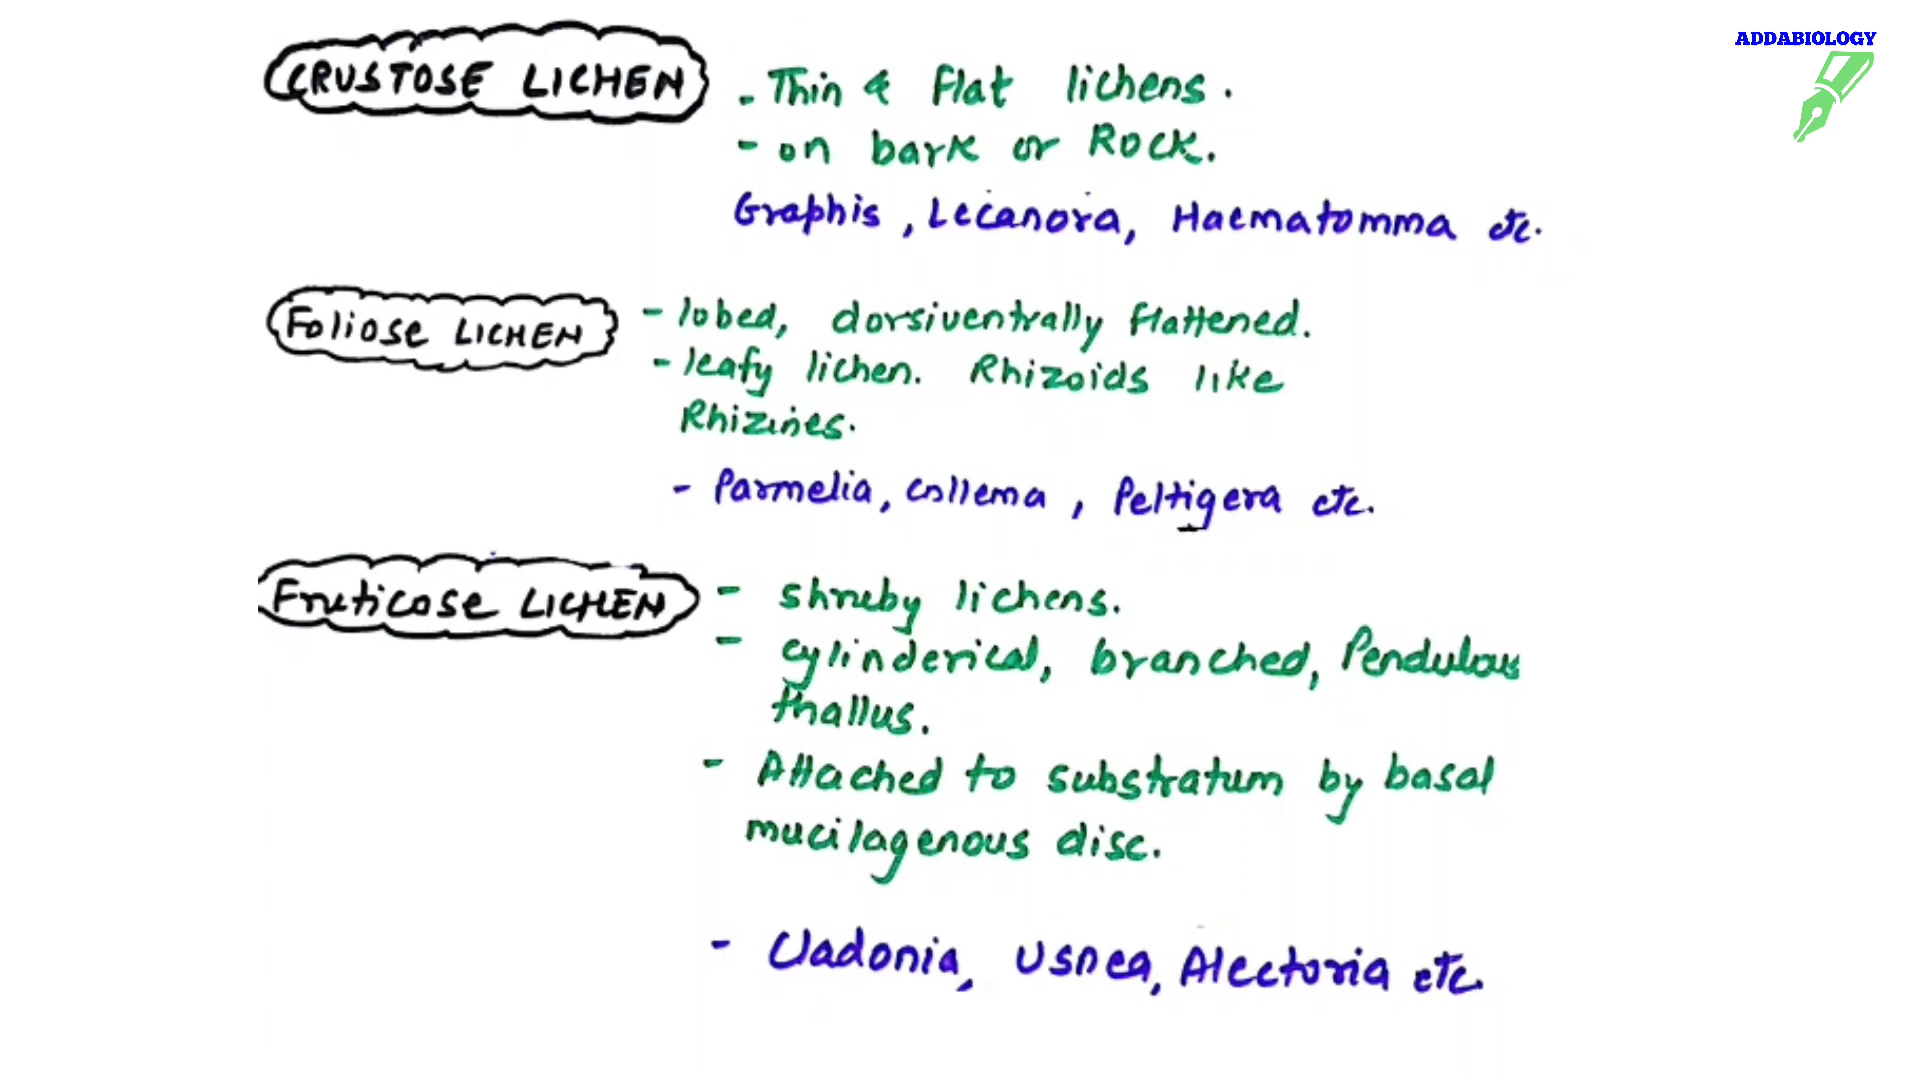 ADDABIOLOGY
CRUSTOSE LICHEN
- Thin & Flat lichens.
- on bark or Rock.
Graphis, Lecanora, Haematomma etc.
Foliose LICHEN
- lobed, dorsiventrally flattened.
- leafy lichen. Rhizoids like
Rhizines.
- Parmelia, Collema, Peltigera etc.
Fruticose LICHEN
- shruby lichens.
- cylinderical, branched, Pendulous
thallus.
- Attached to substratum by basal
mucilagenous disc.
- Cladonia, Usnea, Alectoria etc.